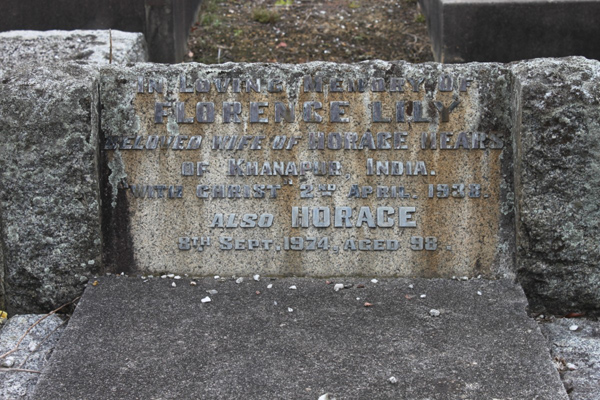 IN LOVING MEMORY OF
FLORENCE LILY
BELOVED WIFE OF HORACE MEARS
OF KHANAPUR, INDIA.
"WITH CHRIST" 2ND APRIL, 1938.
ALSO HORACE
8TH SEPT. 1974, AGED 98.